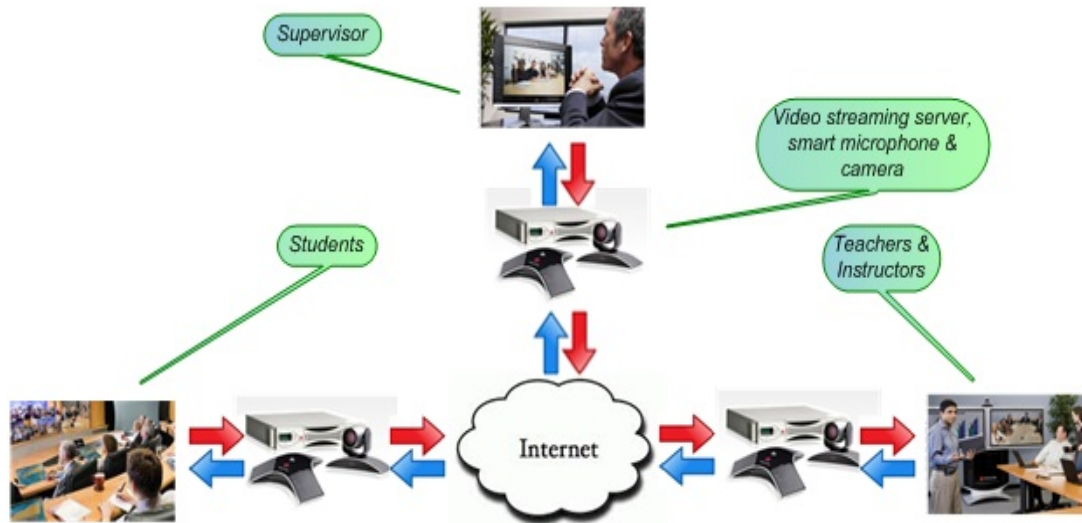 Supervisor
Video streaming server,
smart microphone &
camera
Students
Teachers &
Instructors
Internet